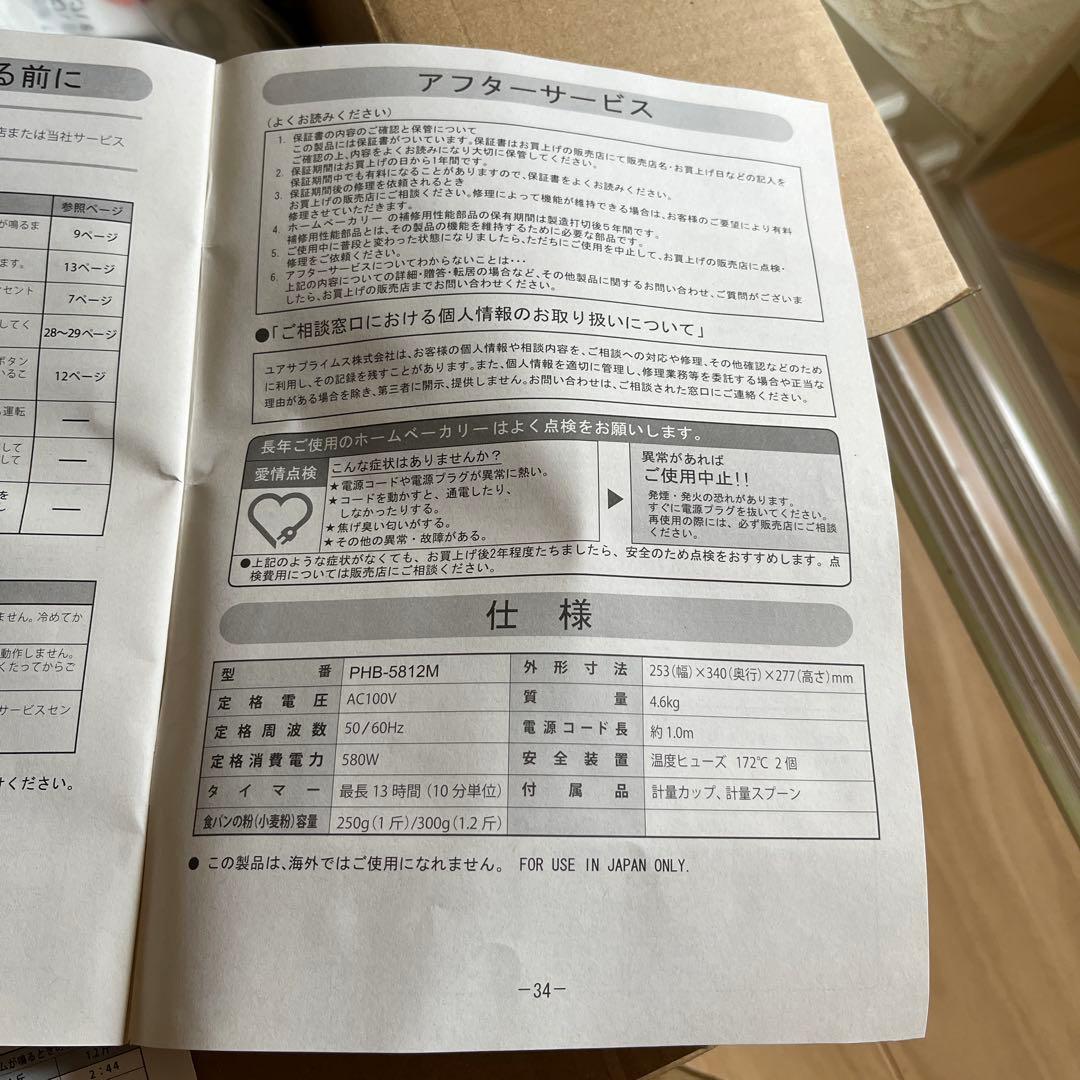 る前に
店または当社サービス
参照ページ
が鳴るま
9ページ
ます。
13ページ
セント
7ページ
してく
28〜29ページ
ボタン
いるこ
12ページ
運転
―
して
して
―
を
―
ません。冷めてか
動作しません。
くたってからご
サービスセン
けください。
アフターサービス
(よくお読みください)
1. 保証書の内容のご確認と保管について
この製品には保証書がついています。保証書はお買上げの販売店にて販売店名・お買上げ日などの記入を
ご確認の上、内容をよくお読みになり大切に保管してください。
2. 保証期間はお買上げの日から1年間です。
保証期間中でも有料になることがありますので、保証書をよくお読みください。
3. 保証期間後の修理を依頼されるとき
お買上げの販売店にご相談ください。修理によって機能が維持できる場合は、お客様のご要望により有料
修理させていただきます。
4. ホームベーカリー の補修用性能部品の保有期間は製造打切後5年間です。
補修用性能部品とは、その製品の機能を維持するために必要な部品です。
5. ご使用中に普段と変わった状態になりましたら、ただちにご使用を中止して、お買上げの販売店に点検・
修理をご依頼ください。
6. アフターサービスについてわからないことは・・・
上記の内容についての詳細・贈答・転居の場合など、その他製品に関するお問い合わせ、ご質問がございま
したら、お買上げの販売店までお問い合わせください。
●「ご相談窓口における個人情報のお取り扱いについて」
ユアサプライムス株式会社は、お客様の個人情報や相談内容を、ご相談への対応や修理、その他確認などのため
に利用し、その記録を残すことがあります。また、個人情報を適切に管理し、修理業務等を委託する場合や正当な
理由がある場合を除き、第三者に開示、提供しません。お問い合わせは、ご相談された窓口にご連絡ください。
長年ご使用のホームベーカリー はよく点検をお願いします。
愛情点検
こんな症状はありませんか?
★電源コードや電源プラグが異常に熱い。
★コードを動かすと、通電したり、
しなかったりする。
★焦げ臭い匂いがする。
★その他の異常・故障がある。
異常があれば
ご使用中止!!
発煙・発火の恐れがあります。
すぐに電源プラグを抜いてください。
再使用の際には、必ず販売店にご相談
ください。
●上記のような症状がなくても、お買上げ後2年程度たちましたら、安全のため点検をおすすめします。点
検費用については販売店にご相談ください。
仕 様
型 番 PHB-5812M 外形寸法 253(幅)×340(奥行)×277(高さ)mm
定格電圧 AC100V 質量 4.6kg
定格周波数 50/60Hz 電源コード長 約1.0m
定格消費電力 580W 安全装置 温度ヒューズ 172℃ 2個
タイマー 最長13時間(10分単位) 付属品 計量カップ、計量スプーン
食パンの粉(小麦粉)容量 250g(1斤)/300g(1.2斤)
● この製品は、海外ではご使用になれません。 FOR USE IN JAPAN ONLY.
−34−
ムが鳴るときの
1.2斤
2:44